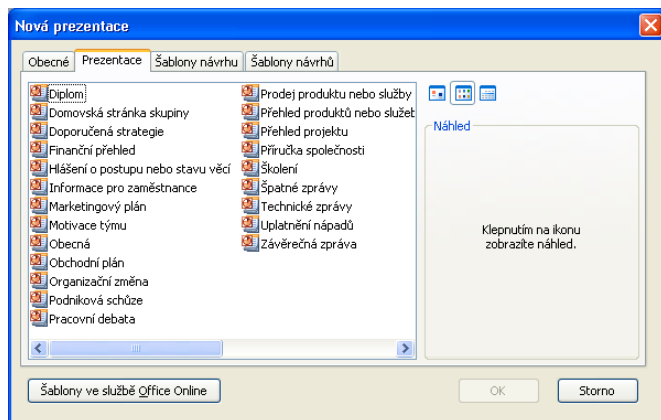 Nová prezentace
Obecné Prezentace Šablony návrhu Šablony návrhů
Diplom
Domovská stránka skupiny
Doporučená strategie
Finanční přehled
Hlášení o postupu nebo stavu věcí
Informace pro zaměstnance
Marketingový plán
Motivace týmu
Obecná
Obchodní plán
Organizační změna
Podniková schůze
Pracovní debata
Prodej produktu nebo služby
Přehled produktů nebo služet
Přehled projektu
Příručka společnosti
Školení
Špatné zprávy
Technické zprávy
Uplatnění nápadů
Závěrečná zpráva
Náhled
Klepnutím na ikonu
zobrazíte náhled.
Šablony ve službě Office Online
OK
Storno